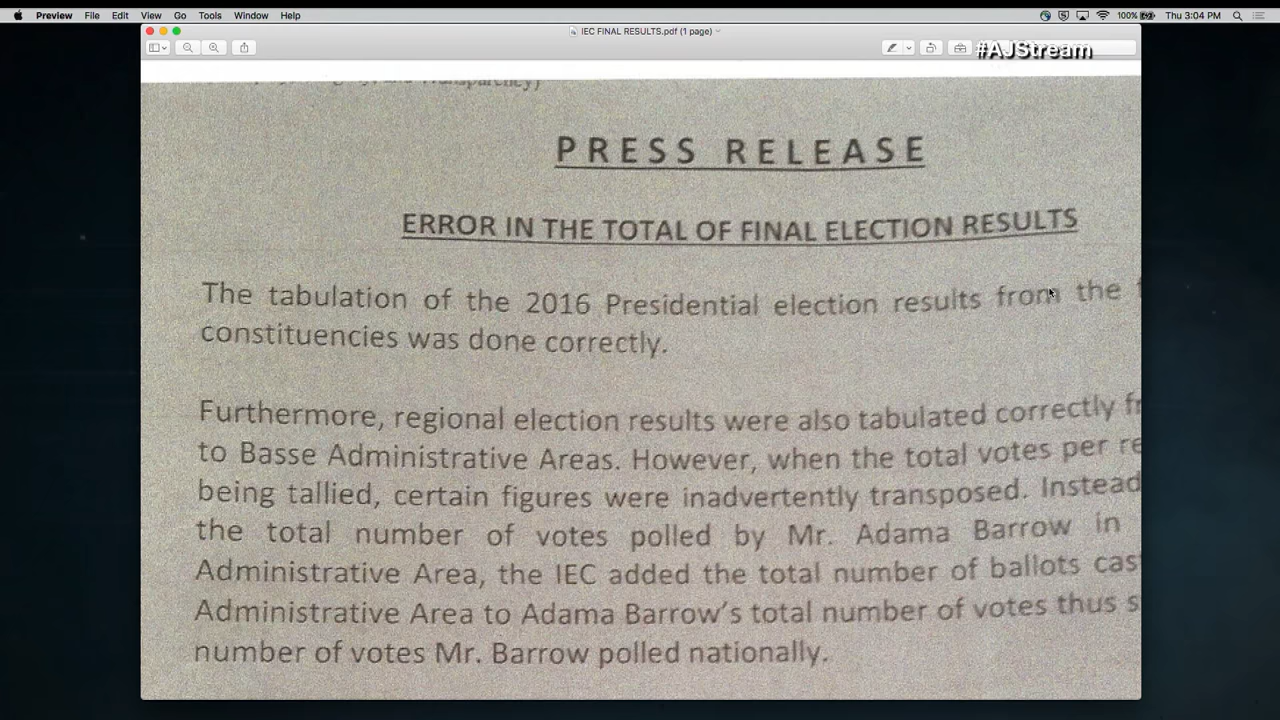 Preview File Edit View Go Tools Window Help 100% Thu 3:04 PM
IEC FINAL RESULTS.pdf (1 page)
#AJStream
PRESS RELEASE
ERROR IN THE TOTAL OF FINAL ELECTION RESULTS
The tabulation of the 2016 Presidential election results from the
constituencies was done correctly.
Furthermore, regional election results were also tabulated correctly
to Basse Administrative Areas. However, when the total votes per
being tallied, certain figures were inadvertently transposed. Instead
the total number of votes polled by Mr. Adama Barrow in
Administrative Area, the IEC added the total number of ballots
Administrative Area to Adama Barrow's total number of votes thus
number of votes Mr. Barrow polled nationally.